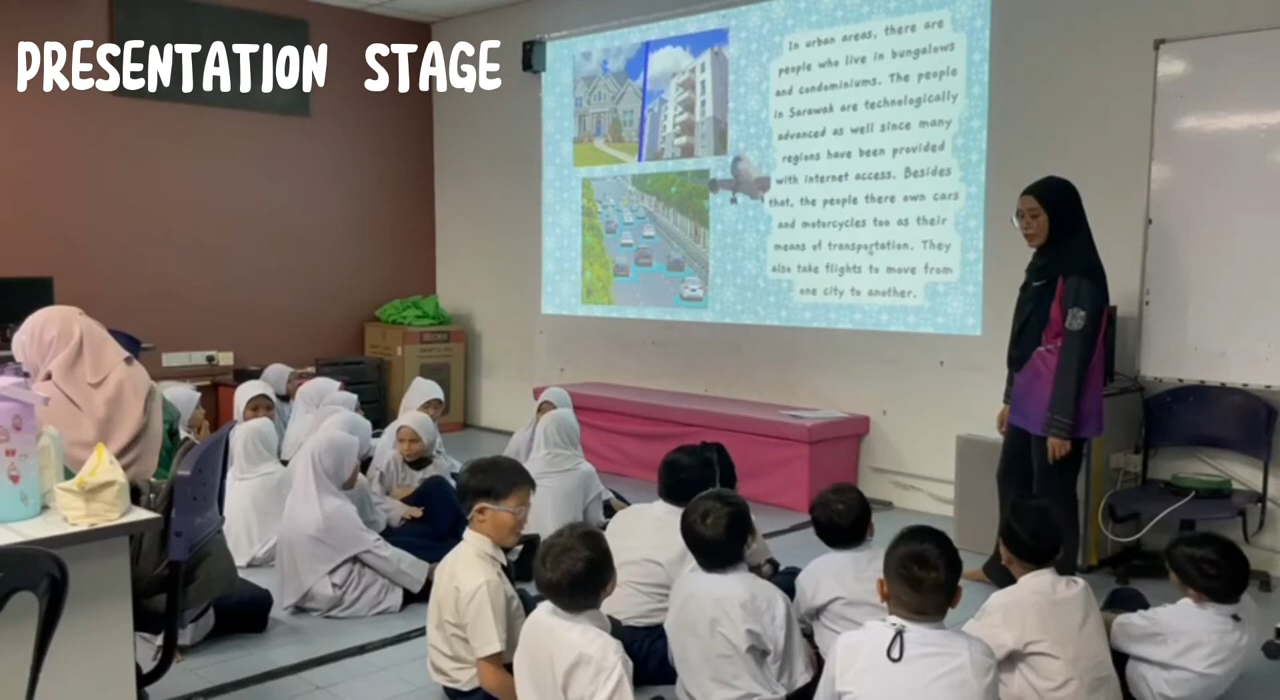 PRESENTATION STAGE
In urban areas, there are
people who live in bungalows
and condominiums. The people
in Sarawak are technologically
advanced as well since many
regions have been provided
with internet access. Besides
that, the people there own cars
and motorcycles too as their
means of transportation. They
also take flights to move from
one city to another.